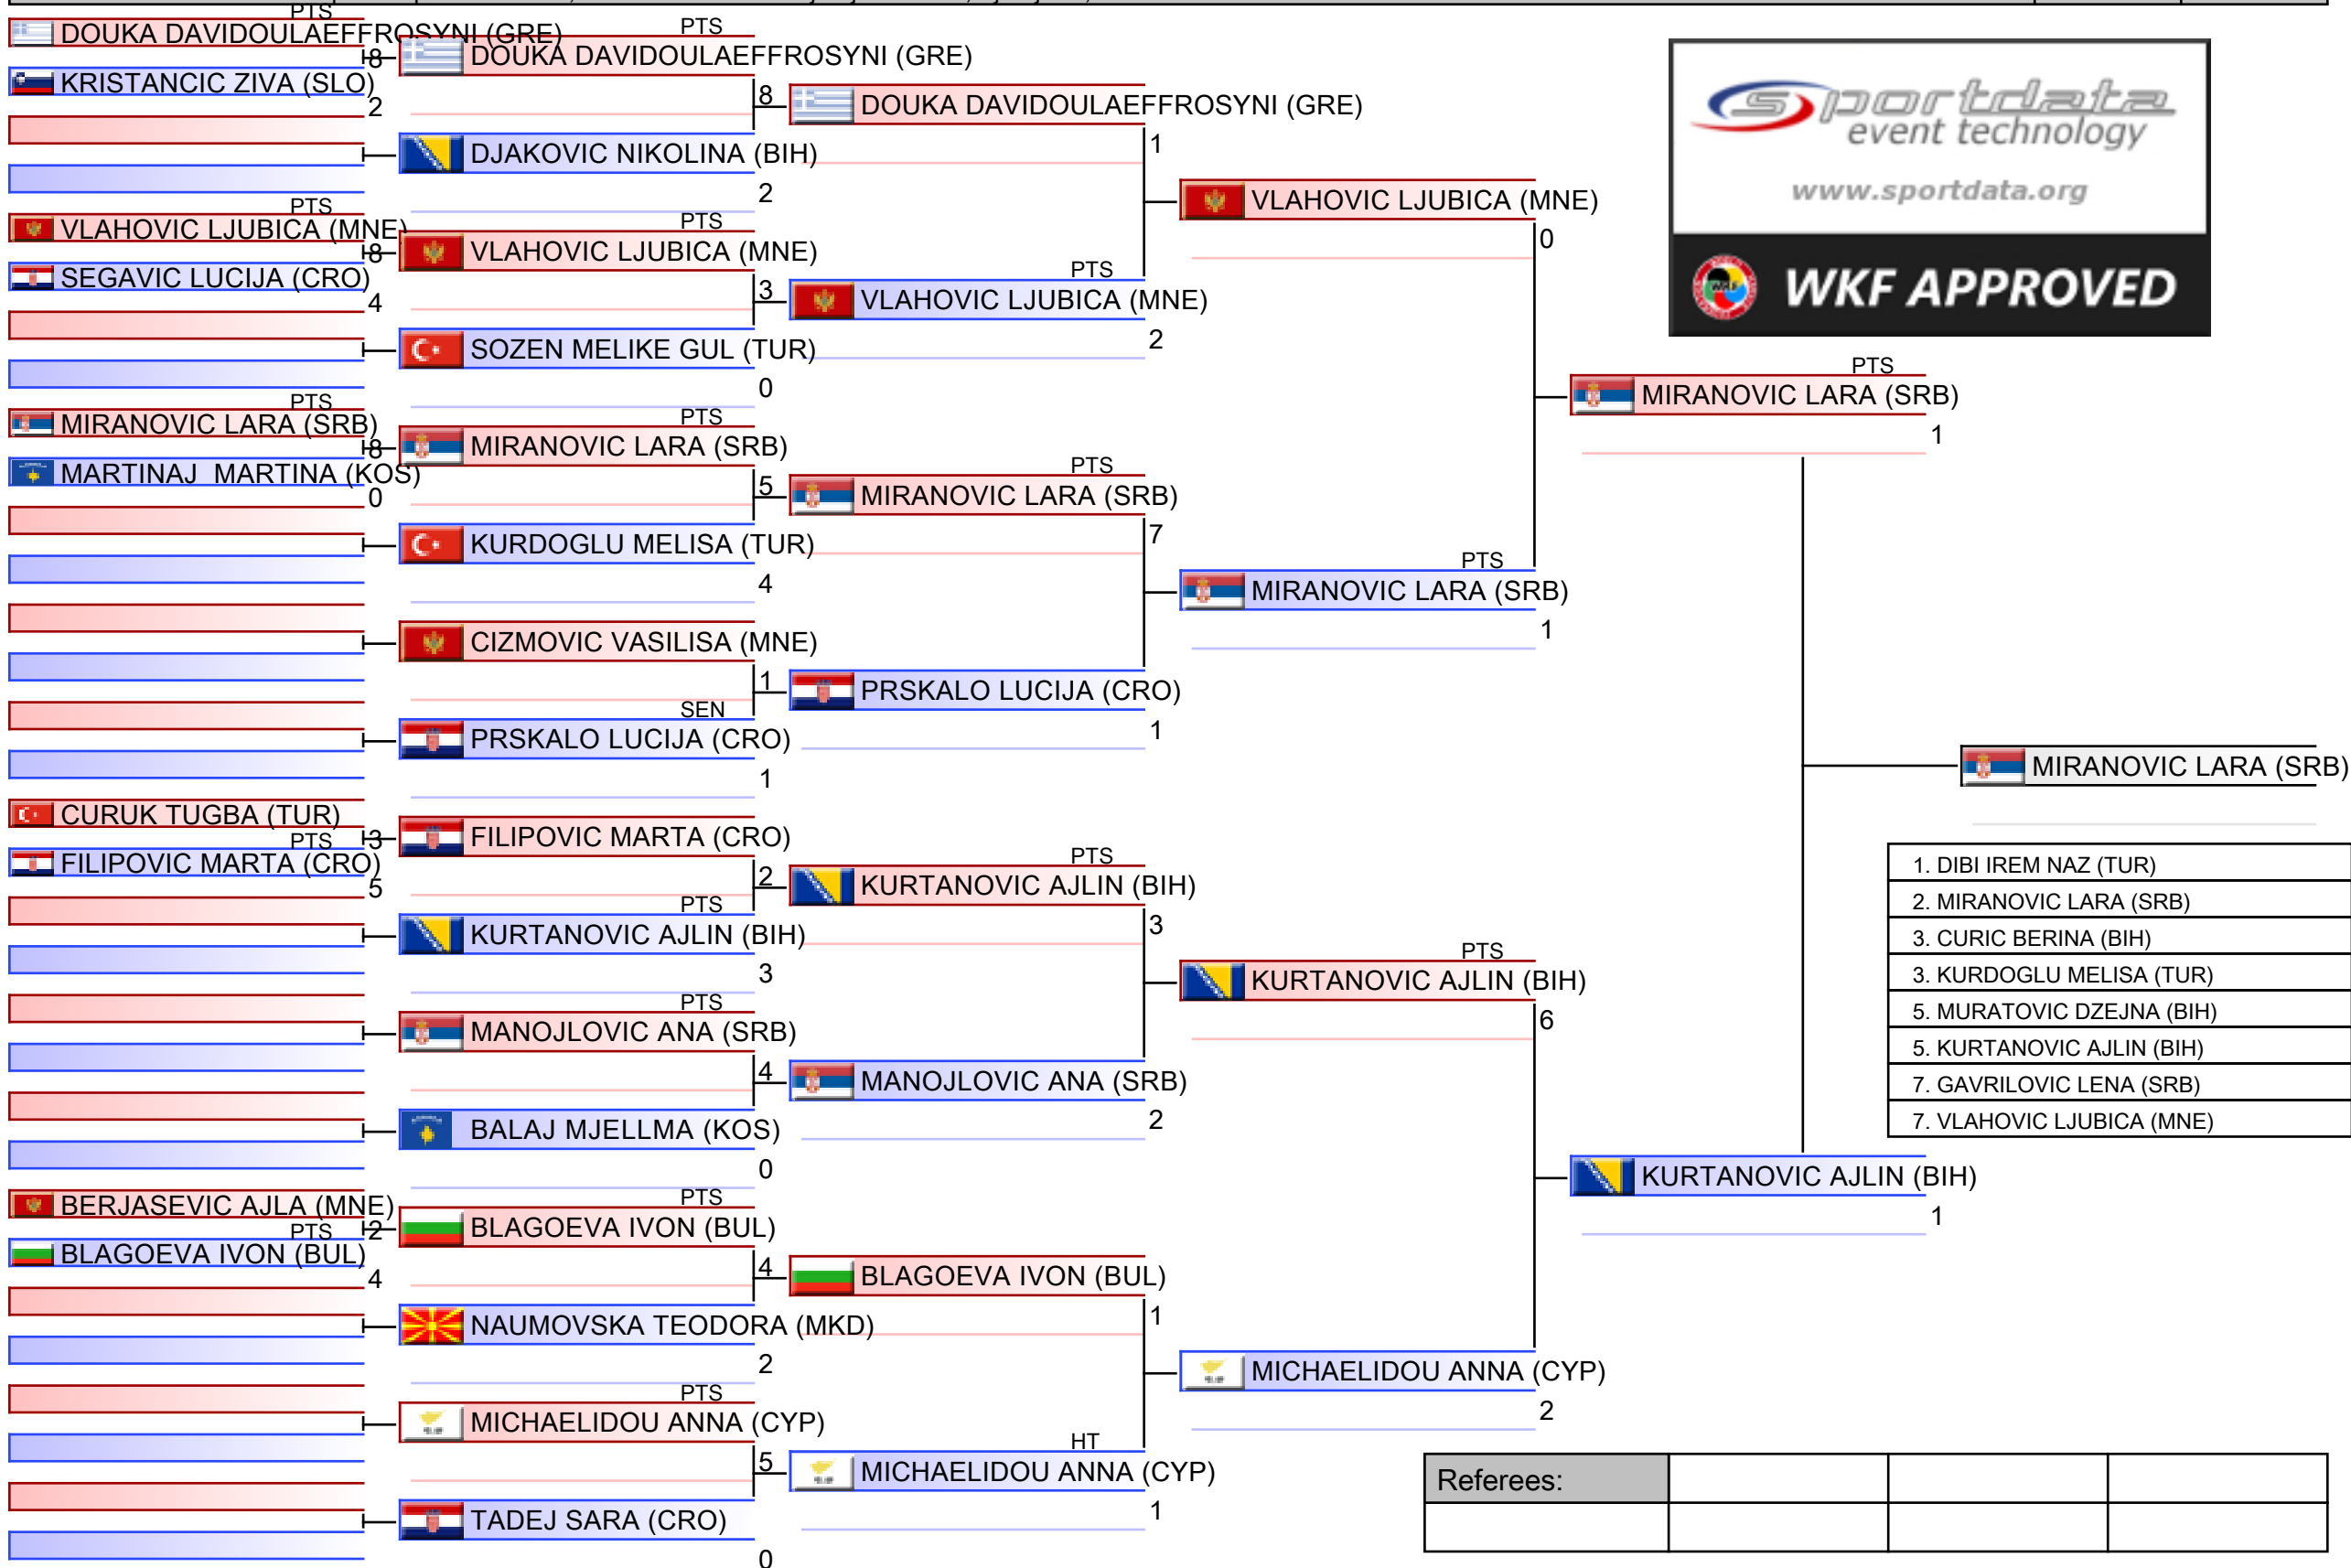 PTS
DOUKA DAVIDOULAEFFROSYNI (GRE)
8
KRISTANCIC ZIVA (SLO)
2
PTS
VLAHOVIC LJUBICA (MNE)
8
SEGAVIC LUCIJA (CRO)
4
PTS
MIRANOVIC LARA (SRB)
8
MARTINAJ  MARTINA (KOS)
0
CURUK TUGBA (TUR)
PTS
3
FILIPOVIC MARTA (CRO)
5
BERJASEVIC AJLA (MNE)
PTS
2
BLAGOEVA IVON (BUL)
4
PTS
DOUKA DAVIDOULAEFFROSYNI (GRE)
8
DJAKOVIC NIKOLINA (BIH)
2
PTS
VLAHOVIC LJUBICA (MNE)
3
SOZEN MELIKE GUL (TUR)
0
PTS
MIRANOVIC LARA (SRB)
5
KURDOGLU MELISA (TUR)
4
CIZMOVIC VASILISA (MNE)
1
SEN
PRSKALO LUCIJA (CRO)
1
FILIPOVIC MARTA (CRO)
2
PTS
KURTANOVIC AJLIN (BIH)
3
PTS
MANOJLOVIC ANA (SRB)
4
BALAJ MJELLMA (KOS)
0
PTS
BLAGOEVA IVON (BUL)
4
NAUMOVSKA TEODORA (MKD)
2
PTS
MICHAELIDOU ANNA (CYP)
5
TADEJ SARA (CRO)
0
DOUKA DAVIDOULAEFFROSYNI (GRE)
1
PTS
VLAHOVIC LJUBICA (MNE)
2
PTS
MIRANOVIC LARA (SRB)
7
PRSKALO LUCIJA (CRO)
1
PTS
KURTANOVIC AJLIN (BIH)
3
MANOJLOVIC ANA (SRB)
2
BLAGOEVA IVON (BUL)
1
HT
MICHAELIDOU ANNA (CYP)
1
VLAHOVIC LJUBICA (MNE)
0
PTS
MIRANOVIC LARA (SRB)
1
PTS
KURTANOVIC AJLIN (BIH)
6
MICHAELIDOU ANNA (CYP)
2
PTS
MIRANOVIC LARA (SRB)
1
KURTANOVIC AJLIN (BIH)
1
MIRANOVIC LARA (SRB)
sportdata
event technology
www.sportdata.org
WKF APPROVED
1. DIBI IREM NAZ (TUR)
2. MIRANOVIC LARA (SRB)
3. CURIC BERINA (BIH)
3. KURDOGLU MELISA (TUR)
5. MURATOVIC DZEJNA (BIH)
5. KURTANOVIC AJLIN (BIH)
7. GAVRILOVIC LENA (SRB)
7. VLAHOVIC LJUBICA (MNE)
Referees: